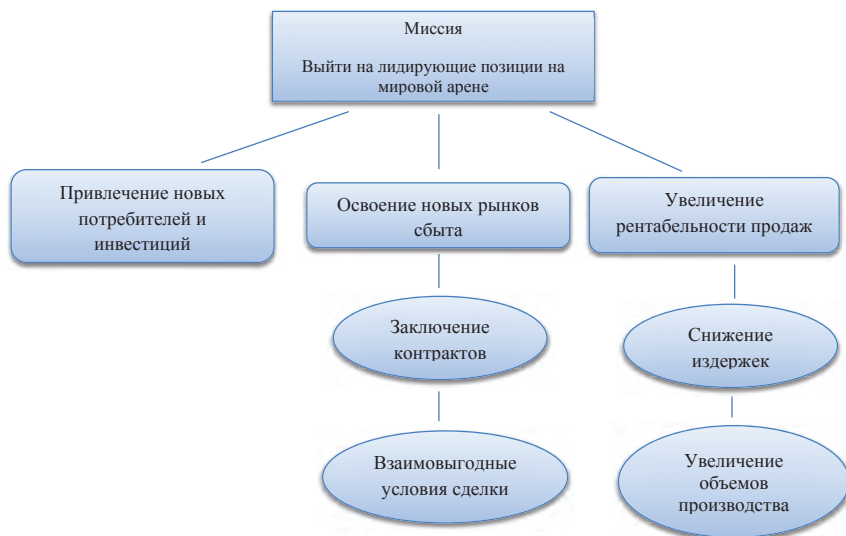 Миссия
Выйти на лидирующие позиции на
мировой арене
Привлечение новых
потребителей и
инвестиций
Освоение новых рынков
сбыта
Увеличение
рентабельности продаж
Заключение
контрактов
Снижение
издержек
Взаимовыгодные
условия сделки
Увеличение
объемов
производства